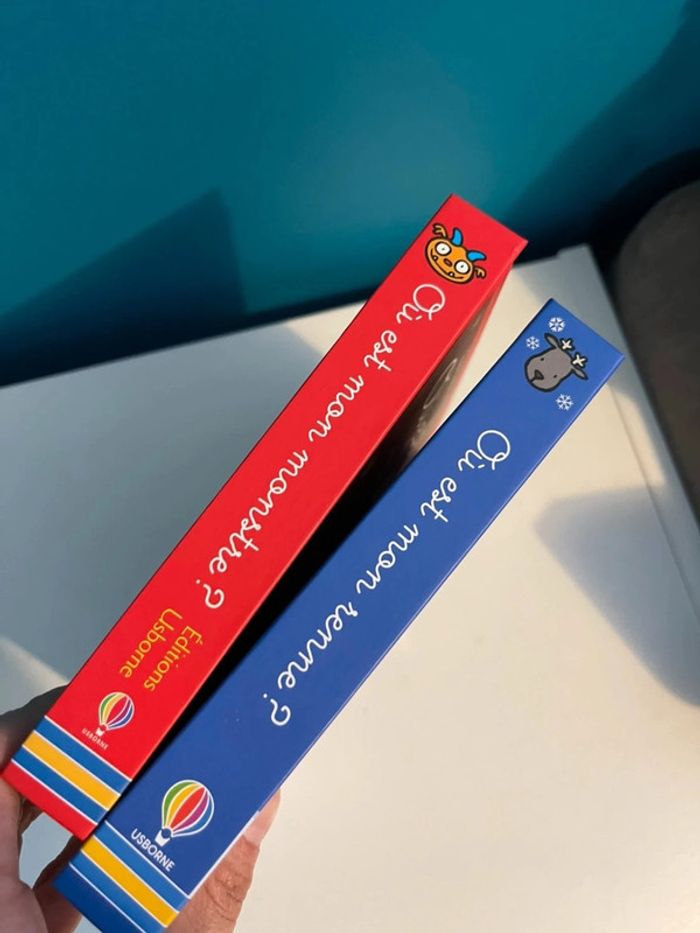 Où est mon monstre ?
Éditions
Usborne
USBORNE
Où est mon renne ?
USBORNE